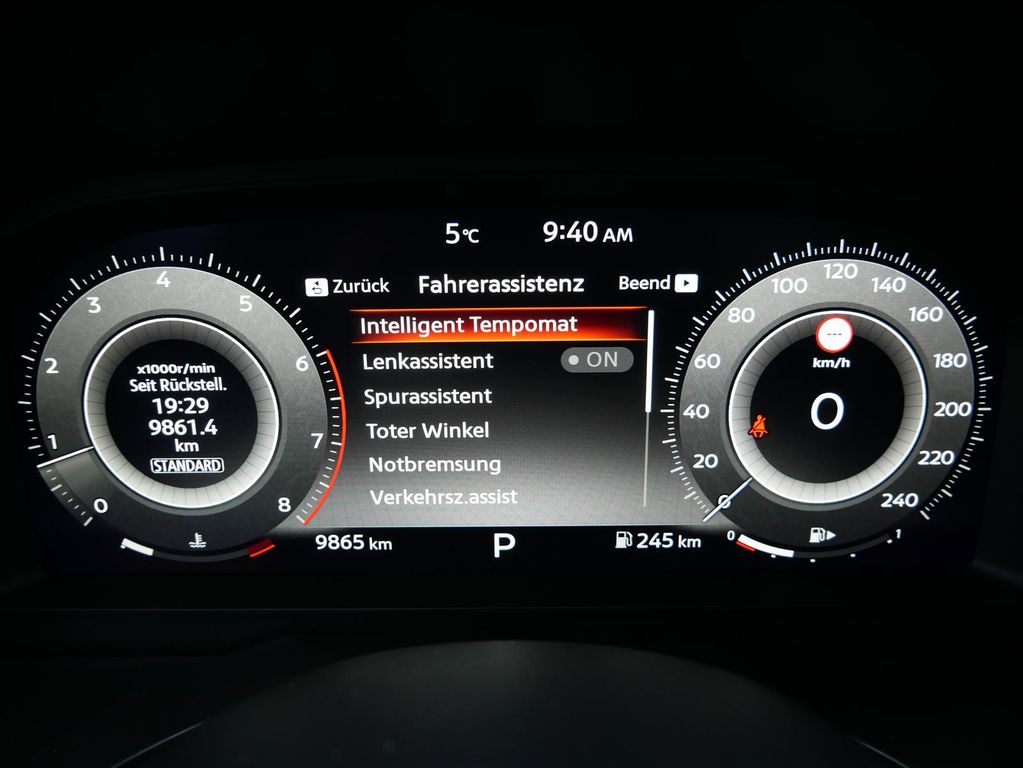 5°C 9:40 AM
Zurück Fahrerassistenz Beend
Intelligent Tempomat
Lenkassistent ON
Spurassistent
Toter Winkel
Notbremsung
Verkehrsz.assist
9865 km P 245 km
0 1 2 3 4 5 6 7 8
x1000r/min
Seit Rückstell.
19:29
9861.4
km
STANDARD
0 20 40 60 80 100 120 140 160 180 200 220 240
---
km/h
0
0 1